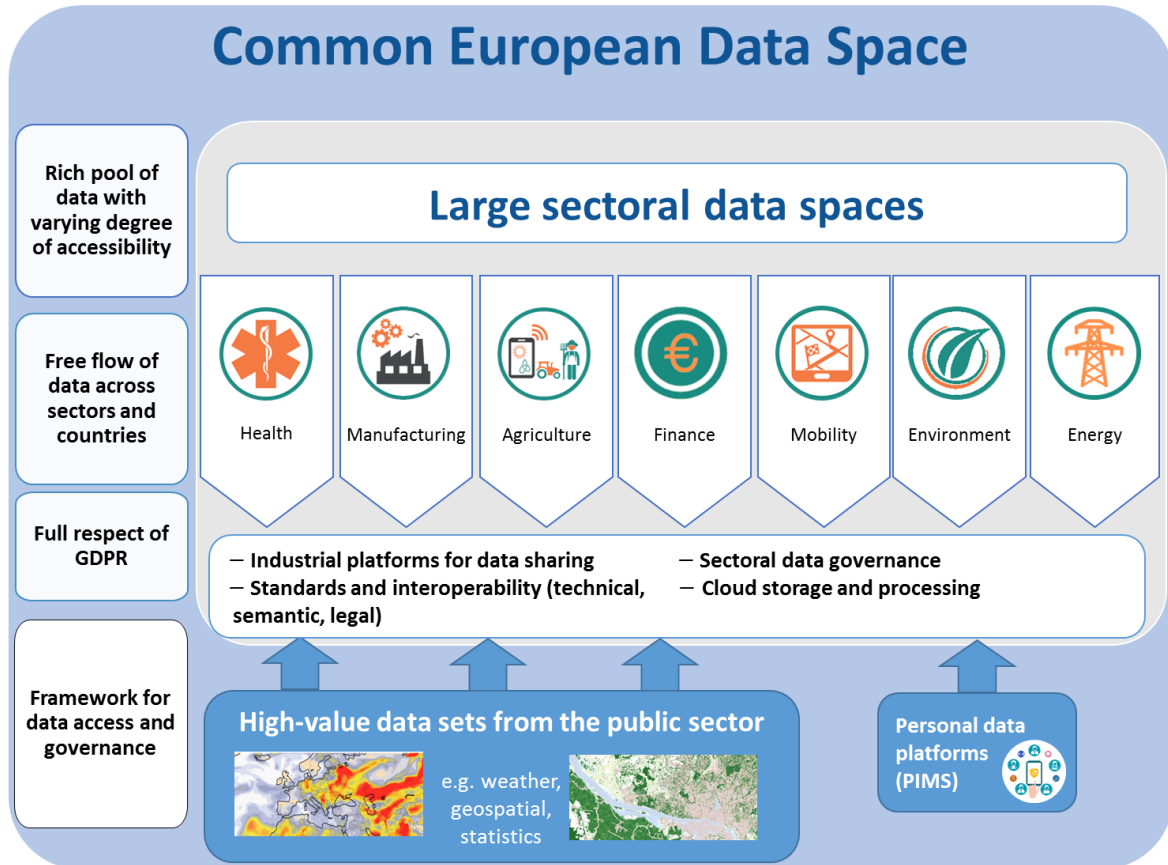 Common European Data Space
Rich pool of
data with
varying degree
of accessibility
Free flow of
data across
sectors and
countries
Full respect of
GDPR
Framework for
data access and
governance
Large sectoral data spaces
Health
Manufacturing
Agriculture
Finance
Mobility
Environment
Energy
– Industrial platforms for data sharing
– Standards and interoperability (technical,
semantic, legal)
– Sectoral data governance
– Cloud storage and processing
High-value data sets from the public sector
e.g. weather,
geospatial,
statistics
Personal data
platforms
(PIMS)